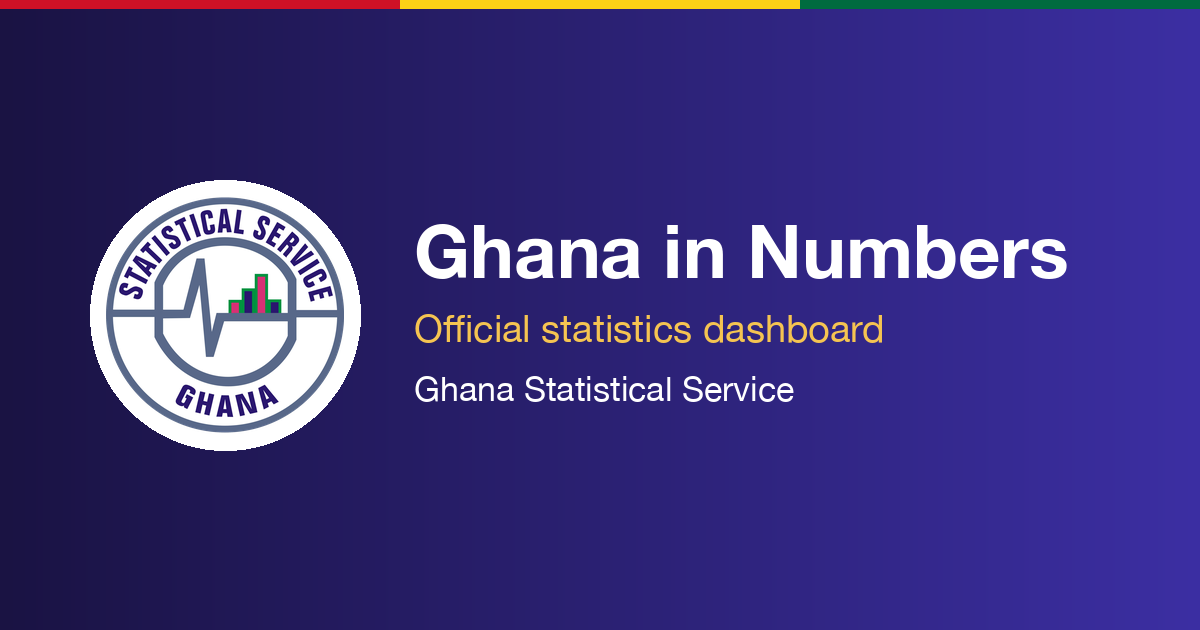 STATISTICAL SERVICE
GHANA
Ghana in Numbers
Official statistics dashboard
Ghana Statistical Service